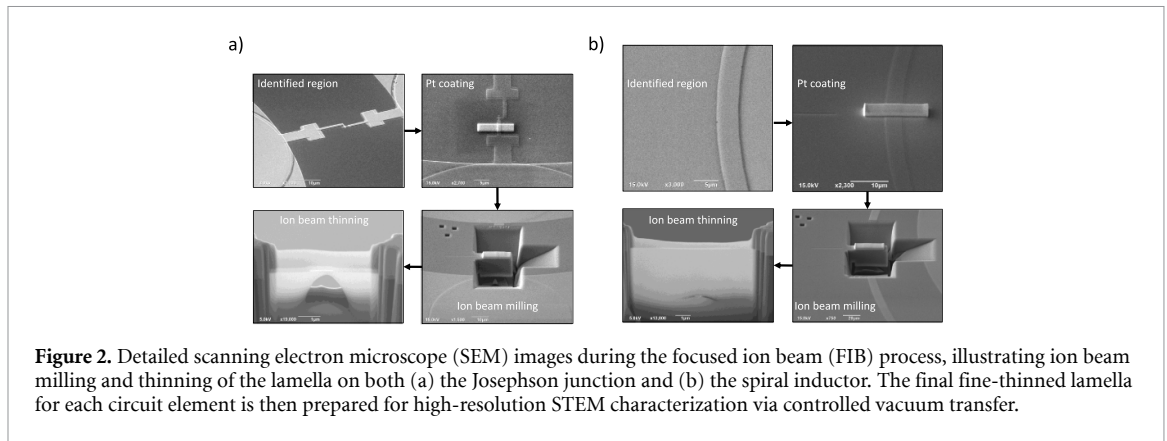 a)
b)
Identified region
Pt coating
Identified region
Pt coating
15.0kV x3,000 5μm
15.0kV x2,300 10μm
Ion beam thinning
Ion beam milling
Ion beam thinning
Ion beam milling
Figure 2. Detailed scanning electron microscope (SEM) images during the focused ion beam (FIB) process, illustrating ion beam
milling and thinning of the lamella on both (a) the Josephson junction and (b) the spiral inductor. The final fine-thinned lamella
for each circuit element is then prepared for high-resolution STEM characterization via controlled vacuum transfer.